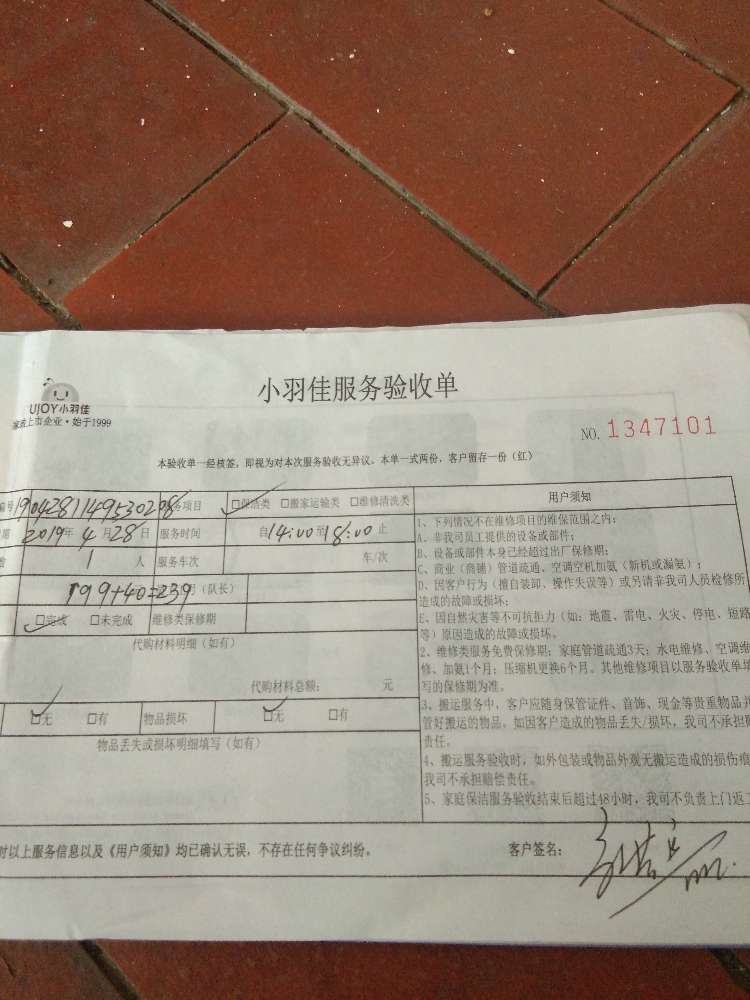 小羽佳服务验收单
UJOY小羽佳
上市企业·始于1999
NO. 1347101
本验收单一经核签，即视为对本次服务验收无异议。本单一式两份，客户留存一份（红）
编号 服务项目 □保洁类 □搬家运输类 □维修清洗类
2019年 4月28日 服务时间 自14:00至18:00止
1 人 服务车次 车/次
199+40=239 （队长）
□完成 □未完成 维修类保修期
代购材料明细（如有）
代购材料总额： 元
□无 □有 物品损坏 □无 □有
物品丢失或损坏明细填写（如有）
用户须知
1、下列情况不在维修项目的维保范围之内：
A、非我司员工提供的设备或部件；
B、设备或部件本身已经超过出厂保修期；
C、商业（商铺）管道疏通、空调空机加氨（新机或漏氨）；
D、因客户行为（擅自装卸、操作失误等）或另请非我司人员检修所
造成的故障或损坏；
E、因自然灾害等不可抗拒力（如：地震、雷电、火灾、停电、短路
等）原因造成的故障或损坏。
2、维修类服务免费保修期：家庭管道疏通3天；水电维修、空调维
修、加氨1个月；压缩机更换6个月。其他维修项目以服务验收单填
写的保修期为准。
3、搬运服务中，客户应随身保管证件、首饰、现金等贵重物品并
管好搬运的物品。如因客户造成的物品丢失/损坏，我司不承担赔
责任。
4、搬运服务验收时，如外包装或物品外观无搬运造成的损伤痕
我司不承担赔偿责任。
5、家庭保洁服务验收结束后超过48小时，我司不负责上门返工
对以上服务信息以及《用户须知》均已确认无误，不存在任何争议纠纷。
客户签名：